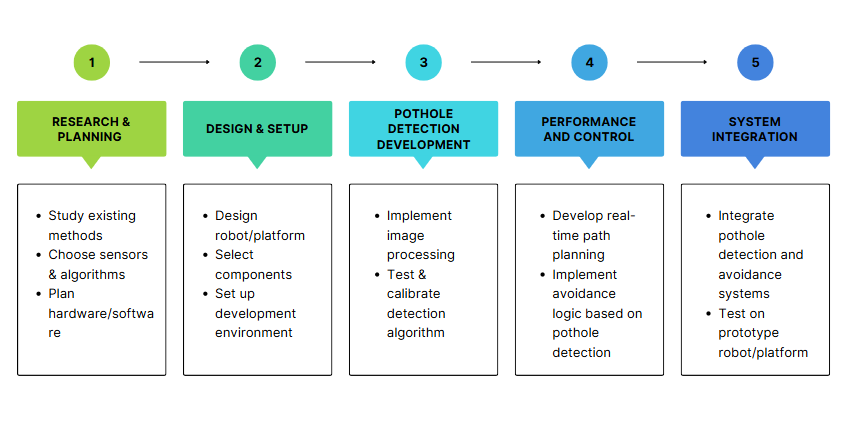 1
2
3
4
5
RESEARCH &
PLANNING
DESIGN & SETUP
POTHOLE
DETECTION
DEVELOPMENT
PERFORMANCE
AND CONTROL
SYSTEM
INTEGRATION
• Study existing
methods
• Choose sensors
& algorithms
• Plan
hardware/softwa
re
• Design
robot/platform
• Select
components
• Set up
development
environment
• Implement
image
processing
• Test &
calibrate
detection
algorithm
• Develop real-
time path
planning
• Implement
avoidance
logic based on
pothole
detection
• Integrate
pothole
detection and
avoidance
systems
• Test on
prototype
robot/platform